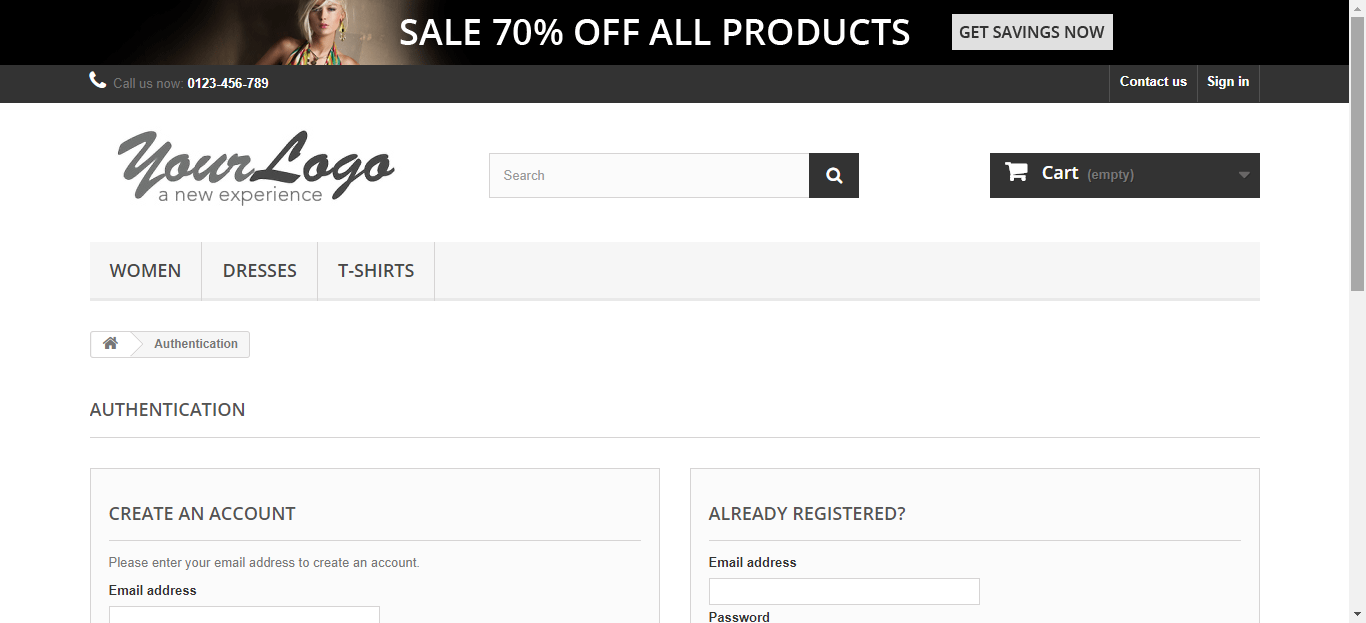 SALE 70% OFF ALL PRODUCTS GET SAVINGS NOW
Call us now: 0123-456-789 Contact us Sign in
YourLogo
a new experience
Search
Cart (empty)
WOMEN DRESSES T-SHIRTS
Authentication
AUTHENTICATION
CREATE AN ACCOUNT
Please enter your email address to create an account.
Email address
ALREADY REGISTERED?
Email address
Password